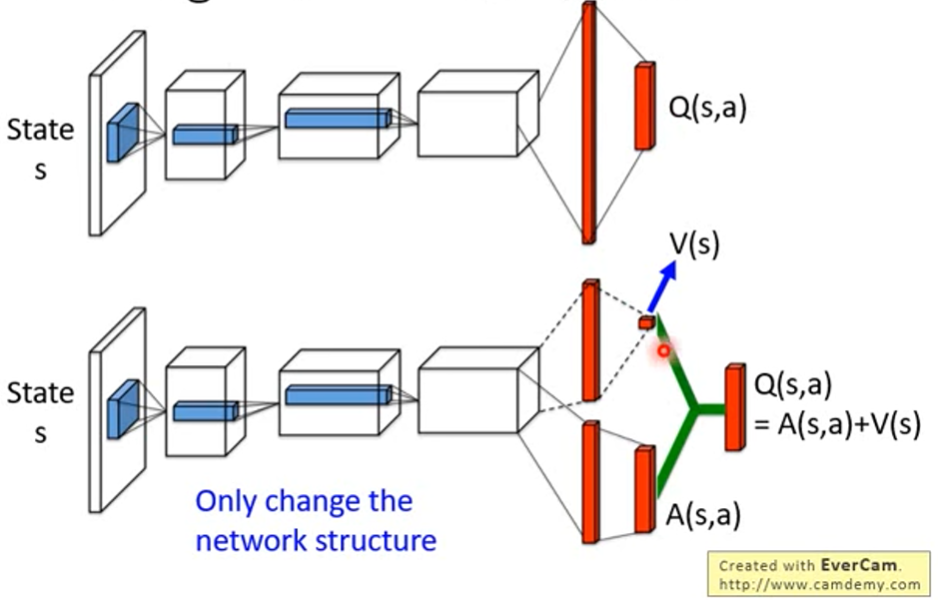 State
s
Q(s,a)
V(s)
State
s
Q(s,a)
= A(s,a)+V(s)
Only change the
network structure
A(s,a)
Created with EverCam.
http://www.camdemy.com